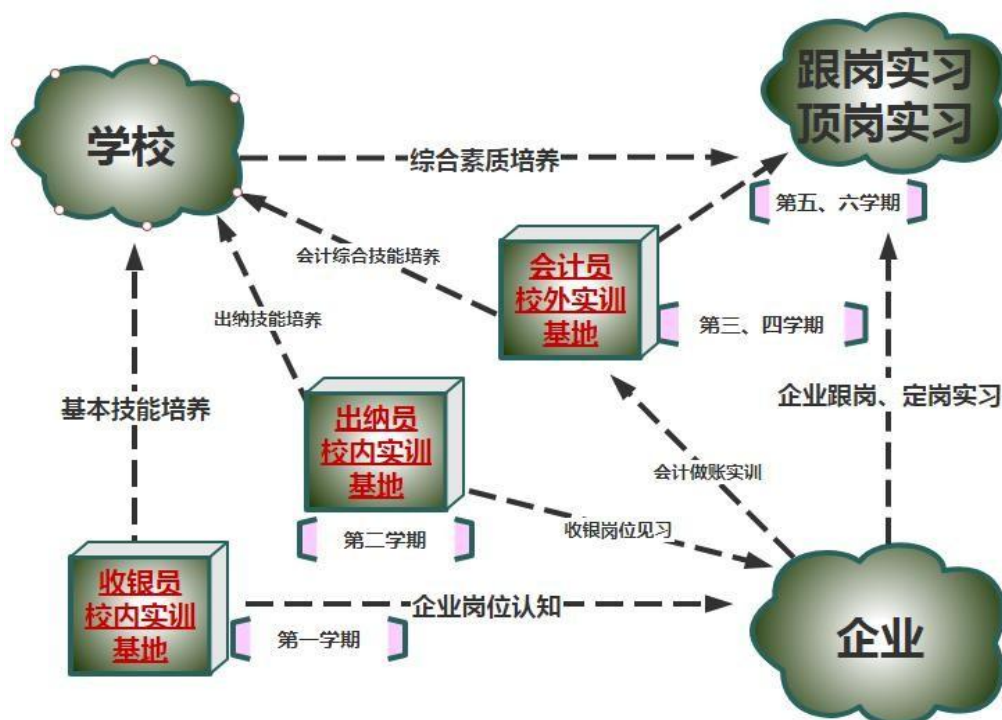 学校
跟岗实习
顶岗实习
综合素质培养
第五、六学期
会计综合技能培养
会计员
校外实训
基地
出纳技能培养
第三、四学期
基本技能培养
出纳员
校内实训
基地
企业跟岗、定岗实习
会计做账实训
第二学期
收银岗位见习
收银员
校内实训
基地
企业岗位认知
第一学期
企业